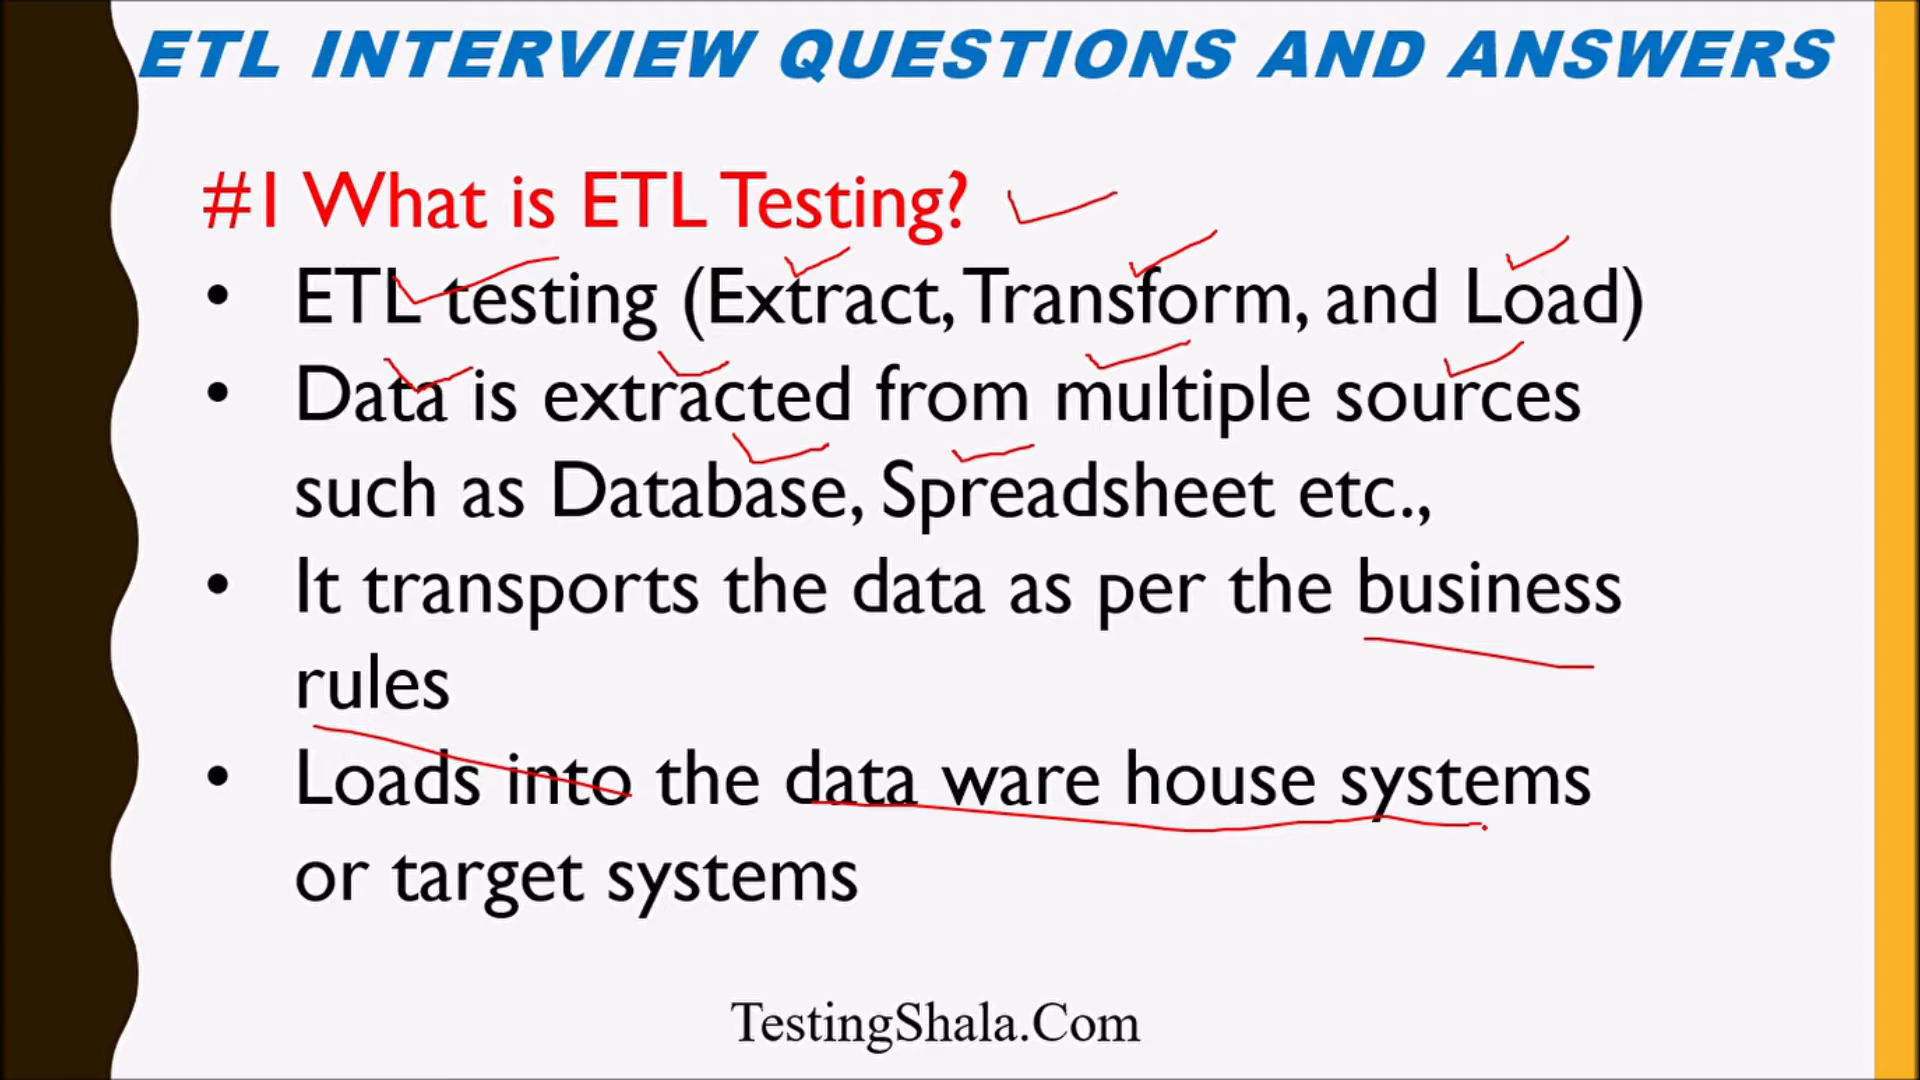 ETL INTERVIEW QUESTIONS AND ANSWERS
#1 What is ETL Testing?
• ETL testing (Extract, Transform, and Load)
• Data is extracted from multiple sources
such as Database, Spreadsheet etc.,
• It transports the data as per the business
rules
• Loads into the data ware house systems
or target systems
TestingShala.Com